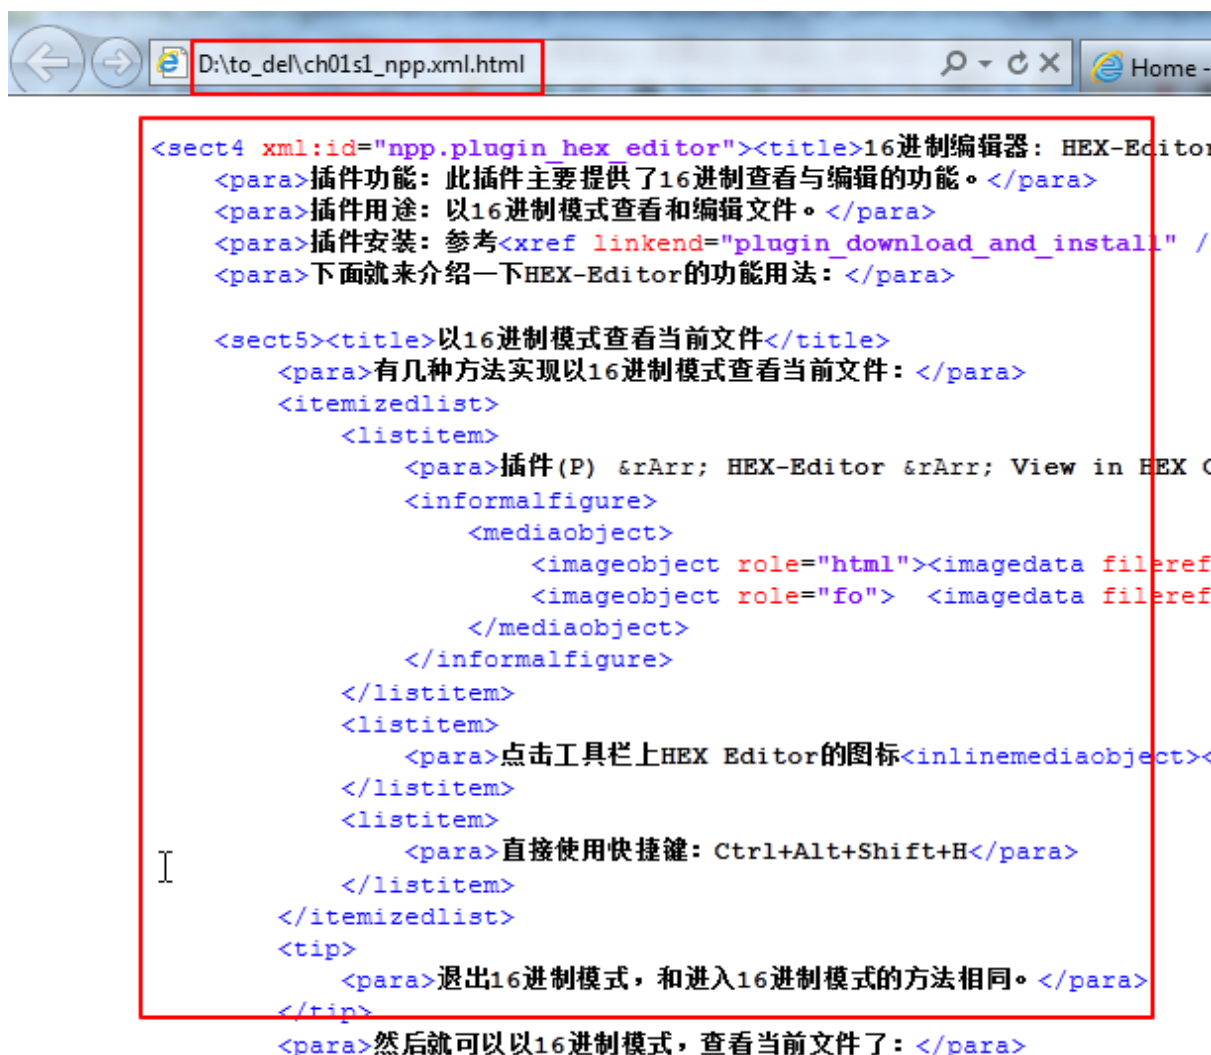 D:\to_del\ch01s1_npp.xml.html
Home -
<sect4 xml:id="npp.plugin_hex_editor"><title>16进制编辑器: HEX-Editor
<para>插件功能：此插件主要提供了16进制查看与编辑的功能。</para>
<para>插件用途：以16进制模式查看和编辑文件。</para>
<para>插件安装：参考<xref linkend="plugin_download_and_install" /
<para>下面就来介绍一下HEX-Editor的功能用法：</para>
<sect5><title>以16进制模式查看当前文件</title>
<para>有几种方法实现以16进制模式查看当前文件：</para>
<itemizedlist>
<listitem>
<para>插件(P) &rArr; HEX-Editor &rArr; View in HEX
<informalfigure>
<mediaobject>
<imageobject role="html"><imagedata fileref
<imageobject role="fo">  <imagedata fileref
</mediaobject>
</informalfigure>
</listitem>
<listitem>
<para>点击工具栏上HEX Editor的图标<inlinemediaobject><
</listitem>
<listitem>
<para>直接使用快捷键：Ctrl+Alt+Shift+H</para>
</listitem>
</itemizedlist>
<tip>
<para>退出16进制模式，和进入16进制模式的方法相同。</para>
</tip>
<para>然后就可以以16进制模式，查看当前文件了：</para>